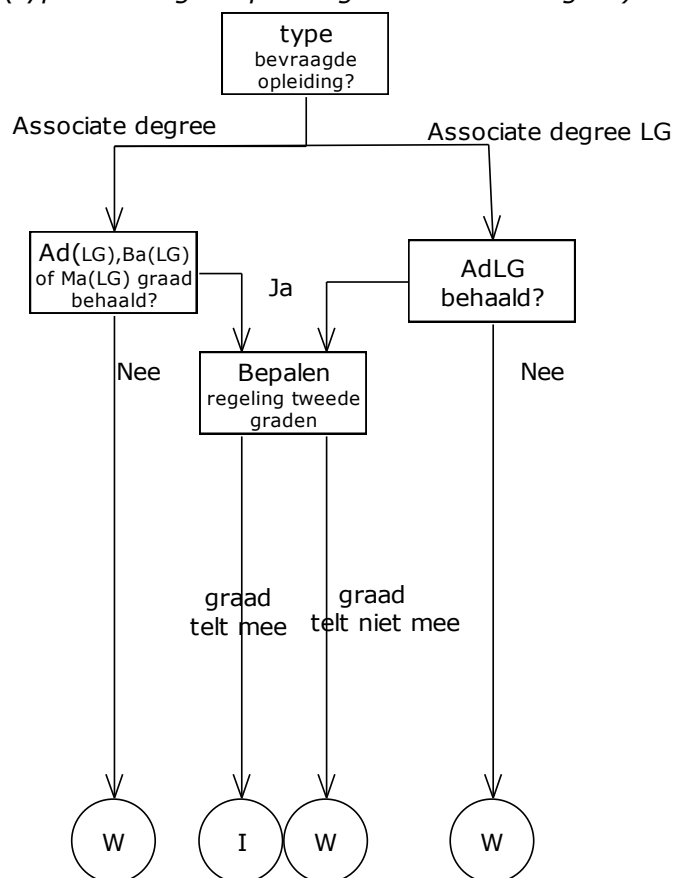 type
bevraagde
opleiding?
Associate degree
Associate degree LG
Ad(LG),Ba(LG)
of Ma(LG) graad
behaald?
AdLG
behaald?
Ja
Nee
Bepalen
regeling tweede
graden
Nee
graad
telt mee
graad
telt niet mee
W
I
W
W